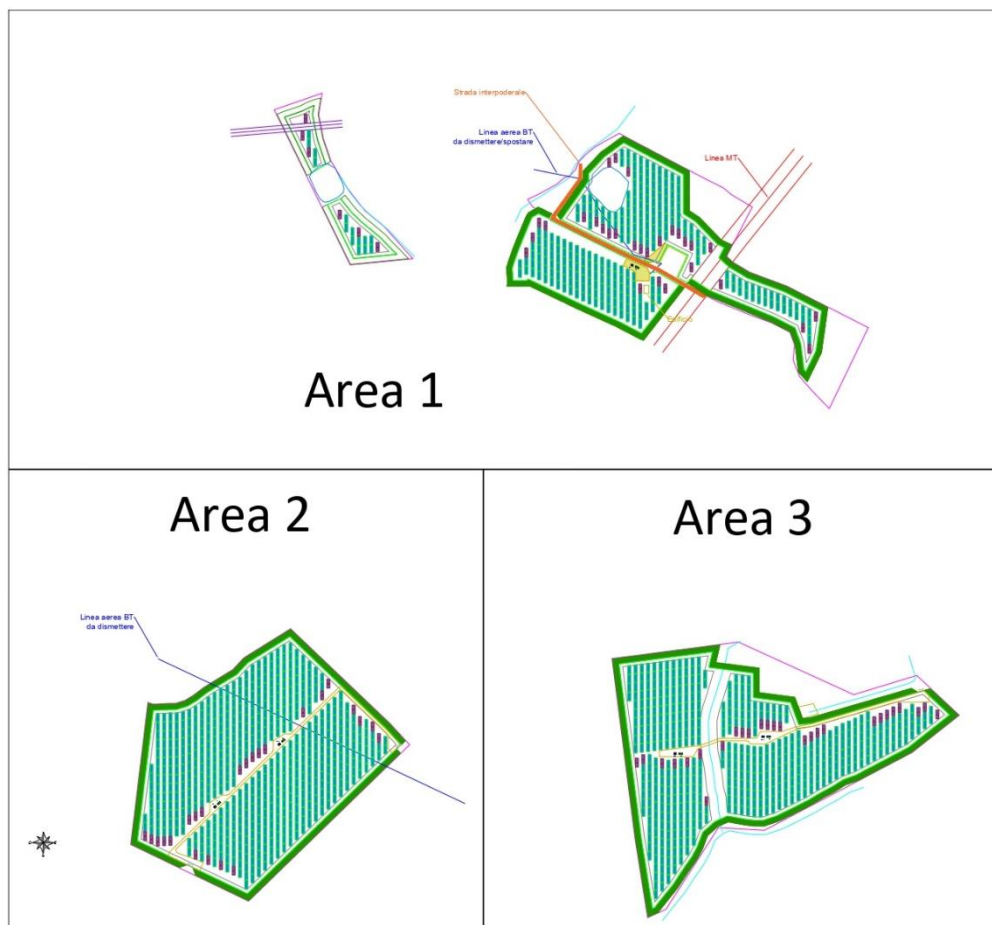 Strada interpoderale
Linea aerea BT
da dismettere/spostare
Linea MT
Edificio
Area 1
Area 2
Area 3
Linea aerea BT
da dismettere